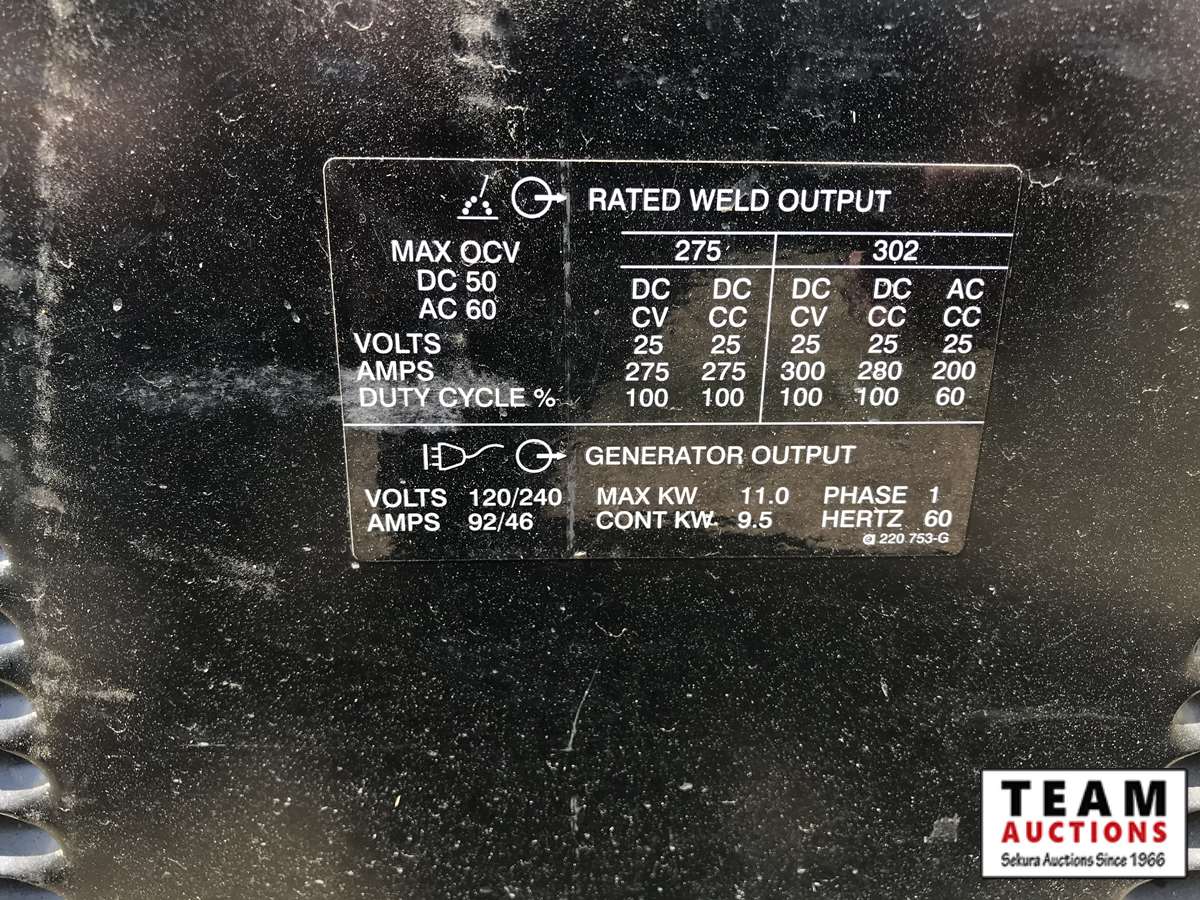 RATED WELD OUTPUT
MAX OCV
DC 50
AC 60
275 302
DC DC DC DC AC
CV CC CV CC CC
VOLTS 25 25 25 25 25
AMPS 275 275 300 280 200
DUTY CYCLE % 100 100 100 100 60
GENERATOR OUTPUT
VOLTS 120/240 MAX KW 11.0 PHASE 1
AMPS 92/46 CONT KW 9.5 HERTZ 60
220 753-G
TEAM
AUCTIONS
Sekura Auctions Since 1966